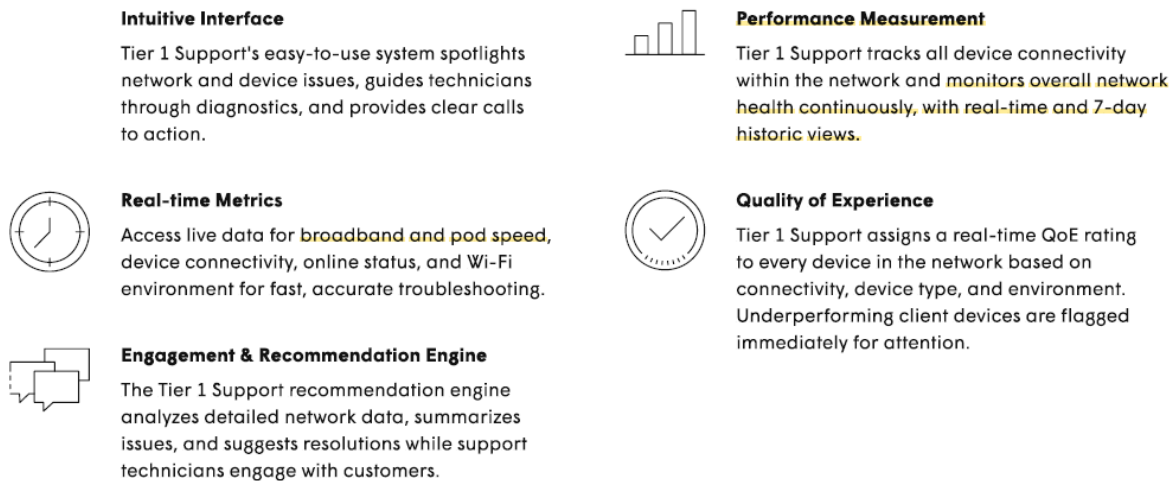 Intuitive Interface
Tier 1 Support's easy-to-use system spotlights
network and device issues, guides technicians
through diagnostics, and provides clear calls
to action.
Real-time Metrics
Access live data for broadband and pod speed,
device connectivity, online status, and Wi-Fi
environment for fast, accurate troubleshooting.
Engagement & Recommendation Engine
The Tier 1 Support recommendation engine
analyzes detailed network data, summarizes
issues, and suggests resolutions while support
technicians engage with customers.
Performance Measurement
Tier 1 Support tracks all device connectivity
within the network and monitors overall network
health continuously, with real-time and 7-day
historic views.
Quality of Experience
Tier 1 Support assigns a real-time QoE rating
to every device in the network based on
connectivity, device type, and environment.
Underperforming client devices are flagged
immediately for attention.